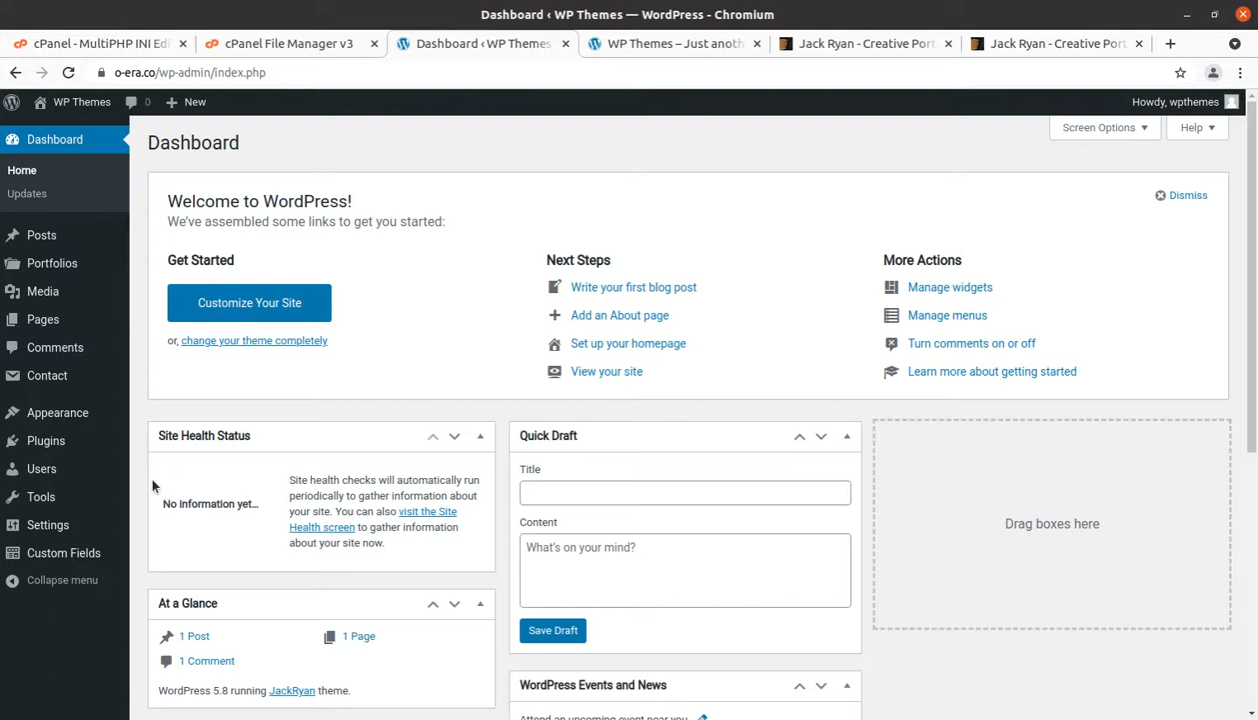 Dashboard ‹ WP Themes — WordPress - Chromium
cPanel - MultiPHP INI Edi
cPanel File Manager v3
Dashboard ‹ WP Themes
WP Themes – Just anoth
Jack Ryan - Creative Port
Jack Ryan - Creative Port
o-era.co/wp-admin/index.php
WP Themes
0
New
Howdy, wpthemes
Dashboard
Home
Updates
Posts
Portfolios
Media
Pages
Comments
Contact
Appearance
Plugins
Users
Tools
Settings
Custom Fields
Collapse menu
Screen Options
Help
Dashboard
Welcome to WordPress!
Dismiss
We've assembled some links to get you started:
Get Started
Customize Your Site
or, change your theme completely
Next Steps
Write your first blog post
Add an About page
Set up your homepage
View your site
More Actions
Manage widgets
Manage menus
Turn comments on or off
Learn more about getting started
Site Health Status
No information yet…
Site health checks will automatically run
periodically to gather information about
your site. You can also visit the Site
Health screen to gather information
about your site now.
At a Glance
1 Post
1 Page
1 Comment
WordPress 5.8 running JackRyan theme.
Quick Draft
Title
Content
What's on your mind?
Save Draft
WordPress Events and News
Attend an upcoming event near you.
Drag boxes here